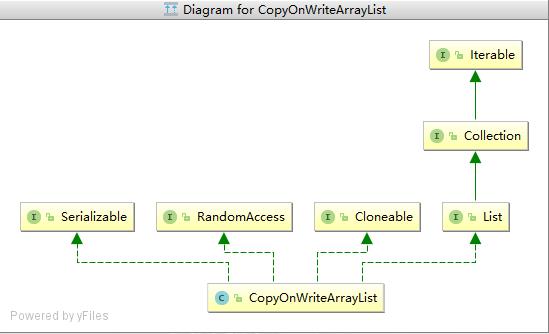 Diagram for CopyOnWriteArrayList
I Iterable
I Collection
I Serializable
I RandomAccess
I Cloneable
I List
C CopyOnWriteArrayList
Powered by yFiles